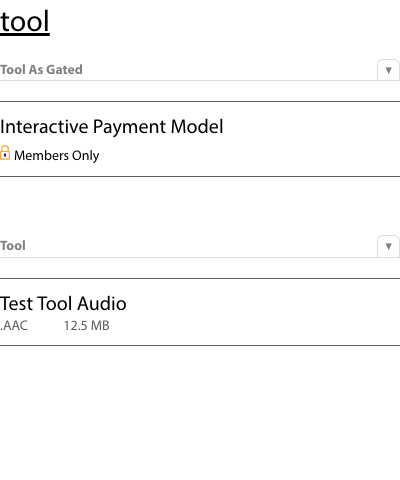 tool
Tool As Gated
▼
Interactive Payment Model
Members Only
Tool
▼
Test Tool Audio
.AAC 12.5 MB